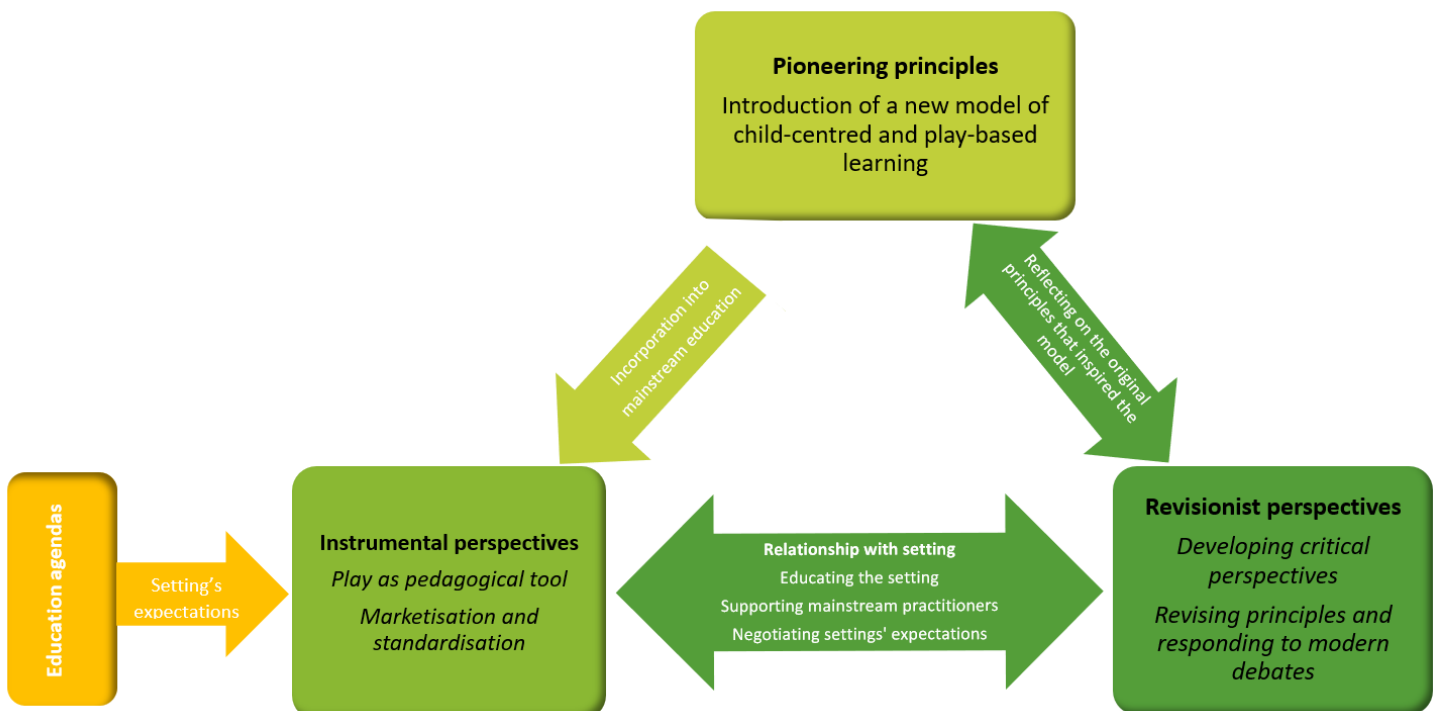 Pioneering principles
Introduction of a new model of
child-centred and play-based
learning
Incorporation into
mainstream education
Reflecting on the original
principles that inspired the
model
Education agendas
Setting's
expectations
Instrumental perspectives
Play as pedagogical tool
Marketisation and
standardisation
Relationship with setting
Educating the setting
Supporting mainstream practitioners
Negotiating settings' expectations
Revisionist perspectives
Developing critical
perspectives
Revising principles and
responding to modern
debates